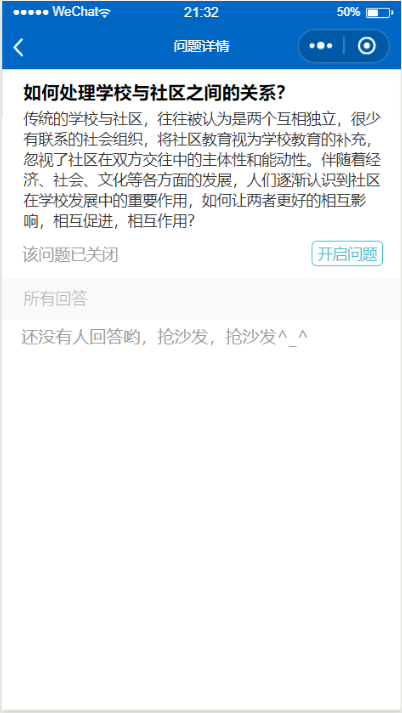 WeChat 21:32 50%
问题详情
如何处理学校与社区之间的关系？
传统的学校与社区，往往被认为是两个互相独立，很少
有联系的社会组织，将社区教育视为学校教育的补充，
忽视了社区在双方交往中的主体性和能动性。伴随着经
济、社会、文化等各方面的发展，人们逐渐认识到社区
在学校发展中的重要作用，如何让两者更好的相互影
响，相互促进，相互作用？
该问题已关闭 开启问题
所有回答
还没有人回答哟，抢沙发，抢沙发^_^